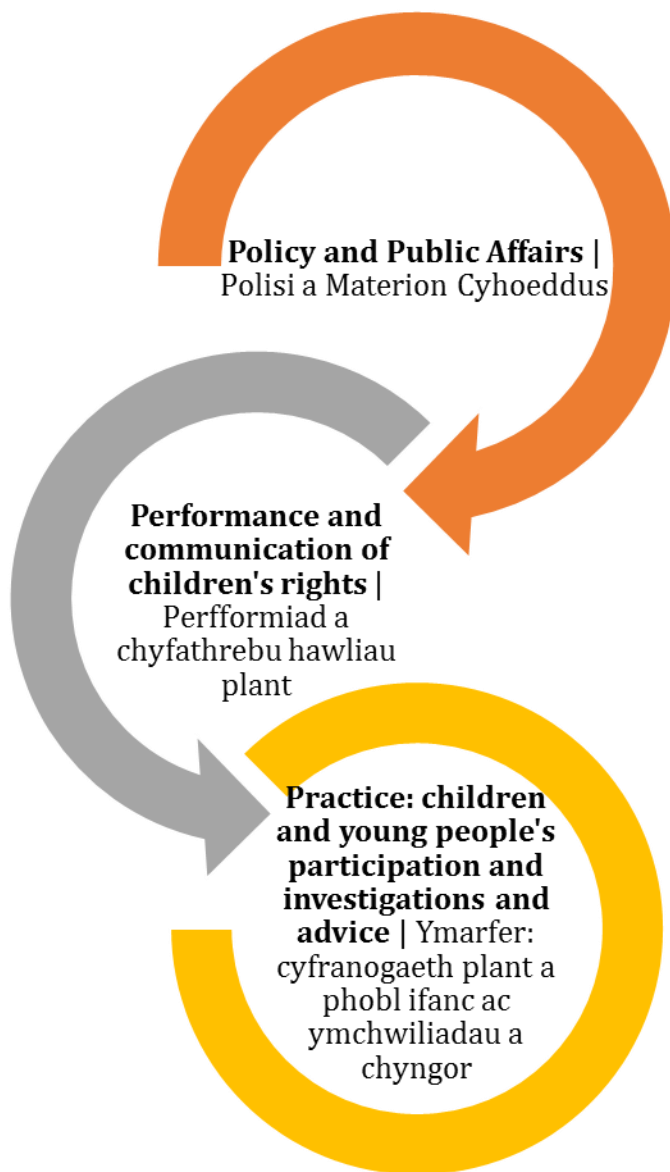 Policy and Public Affairs |
Polisi a Materion Cyhoeddus
Performance and
communication of
children's rights |
Perfformiad a
chyfathrebu hawliau
plant
Practice: children
and young people's
participation and
investigations and
advice | Ymarfer:
cyfranogaeth plant a
phobl ifanc ac
ymchwiliadau a
chyngor